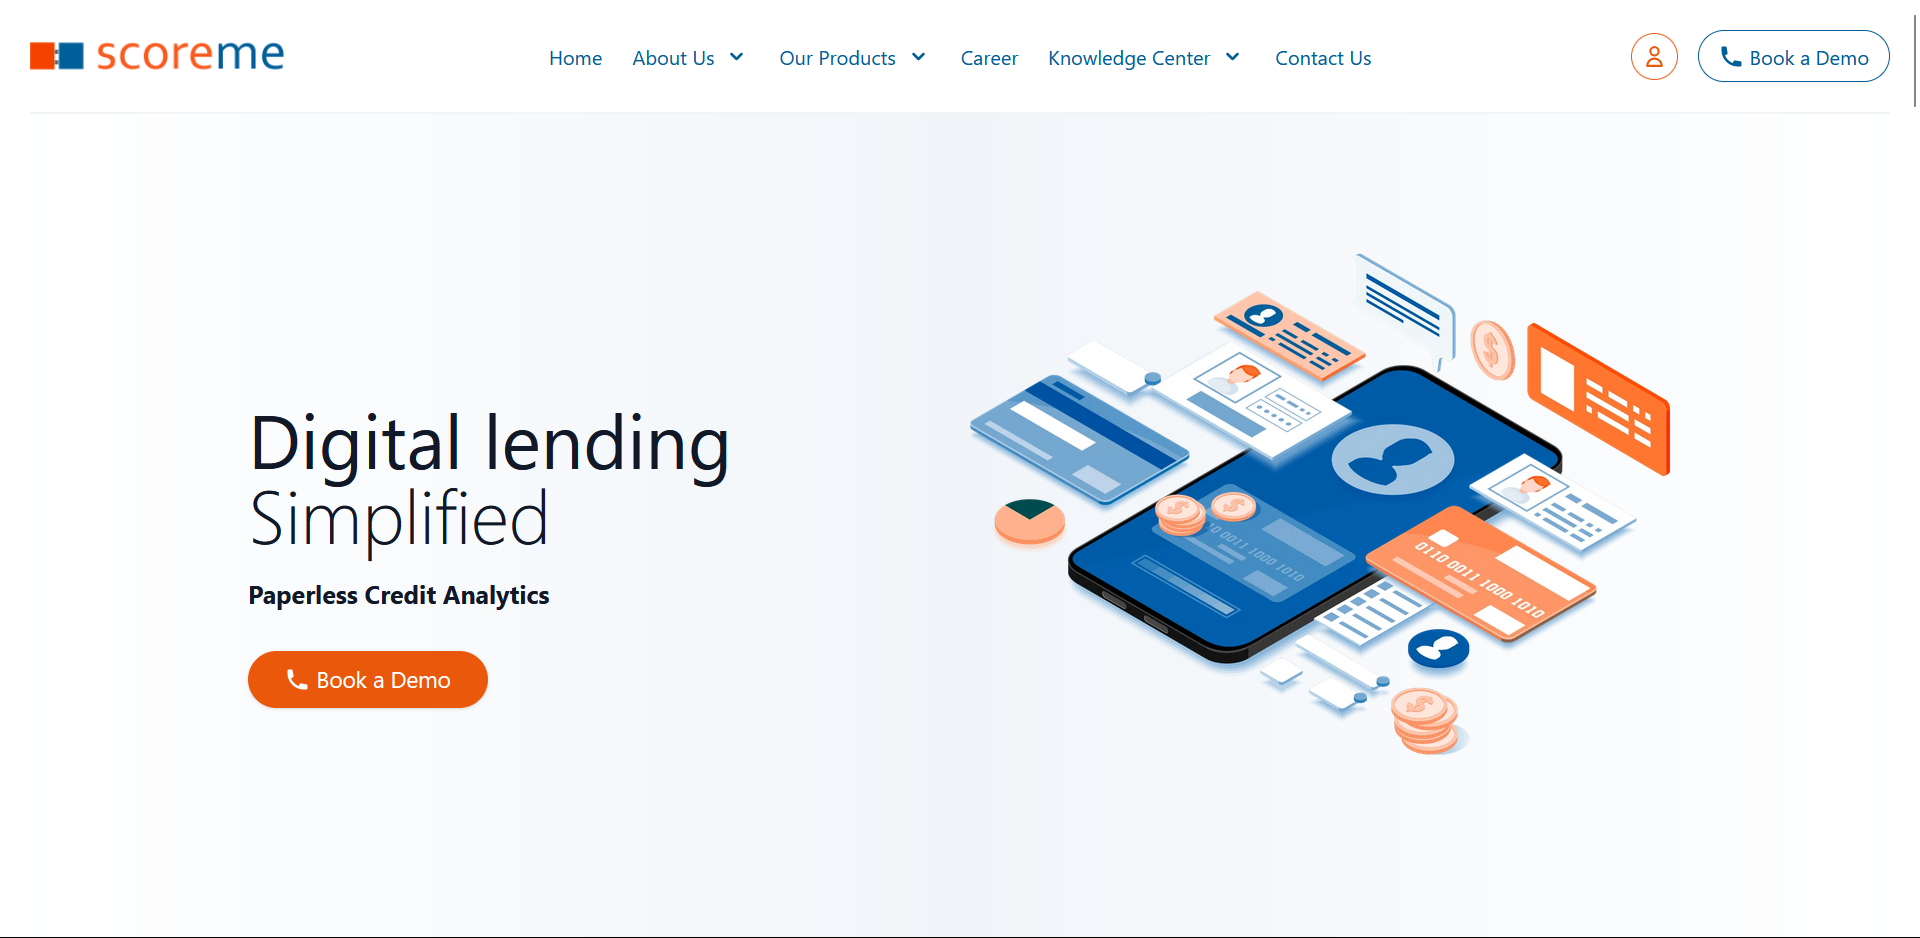 scoreme
Home About Us Our Products Career Knowledge Center Contact Us Book a Demo
Digital lending
Simplified
Paperless Credit Analytics
Book a Demo
10 0011 1000 1010
0110 0011 1000 1010